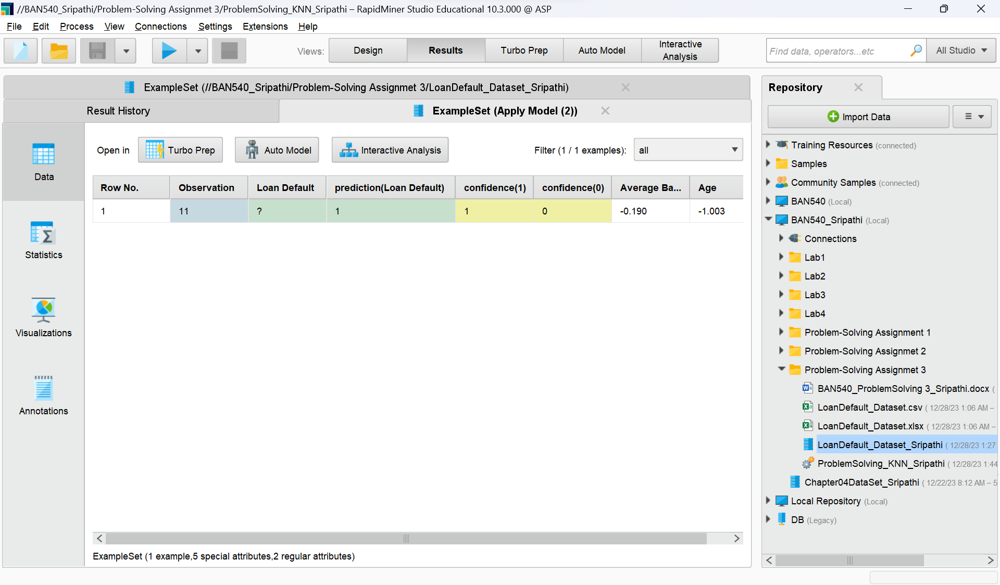 //BAN540_Sripathi/Problem-Solving Assignmet 3/ProblemSolving_KNN_Sripathi – RapidMiner Studio Educational 10.3.000 @ ASP
File Edit Process View Connections Settings Extensions Help
Views: Design Results Turbo Prep Auto Model Interactive Analysis
Find data, operators...etc All Studio
ExampleSet (//BAN540_Sripathi/Problem-Solving Assignmet 3/LoanDefault_Dataset_Sripathi)
Result History ExampleSet (Apply Model (2))
Data
Statistics
Visualizations
Annotations
Open in Turbo Prep Auto Model Interactive Analysis Filter (1 / 1 examples): all
Row No. Observation Loan Default prediction(Loan Default) confidence(1) confidence(0) Average Ba... Age
1 11 ? 1 1 0 -0.190 -1.003
ExampleSet (1 example,5 special attributes,2 regular attributes)
Repository
Import Data
Training Resources (connected)
Samples
Community Samples (connected)
BAN540 (Local)
BAN540_Sripathi (Local)
Connections
Lab1
Lab2
Lab3
Lab4
Problem-Solving Assignment 1
Problem-Solving Assignmet 2
Problem-Solving Assignmet 3
BAN540_ProblemSolving 3_Sripathi.docx (
LoanDefault_Dataset.csv ( 12/28/23 1:06 AM –
LoanDefault_Dataset.xlsx ( 12/28/23 1:06 AM –
LoanDefault_Dataset_Sripathi ( 12/28/23 1:27
ProblemSolving_KNN_Sripathi ( 12/28/23 1:44
Chapter04DataSet_Sripathi ( 12/22/23 8:12 AM – 5
Local Repository (Local)
DB (Legacy)